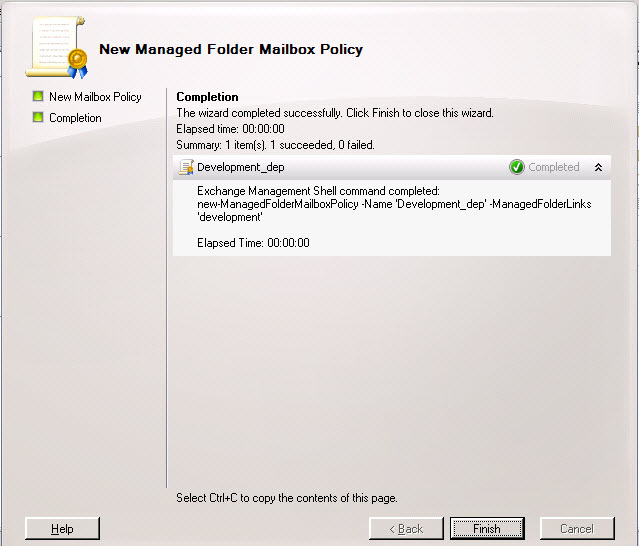 New Managed Folder Mailbox Policy
New Mailbox Policy
Completion
Completion
The wizard completed successfully. Click Finish to close this wizard.
Elapsed time: 00:00:00
Summary: 1 item(s). 1 succeeded, 0 failed.
Development_dep
Completed
Exchange Management Shell command completed:
new-ManagedFolderMailboxPolicy -Name 'Development_dep' -ManagedFolderLinks
'development'
Elapsed Time: 00:00:00
Select Ctrl+C to copy the contents of this page.
Help
< Back
Finish
Cancel